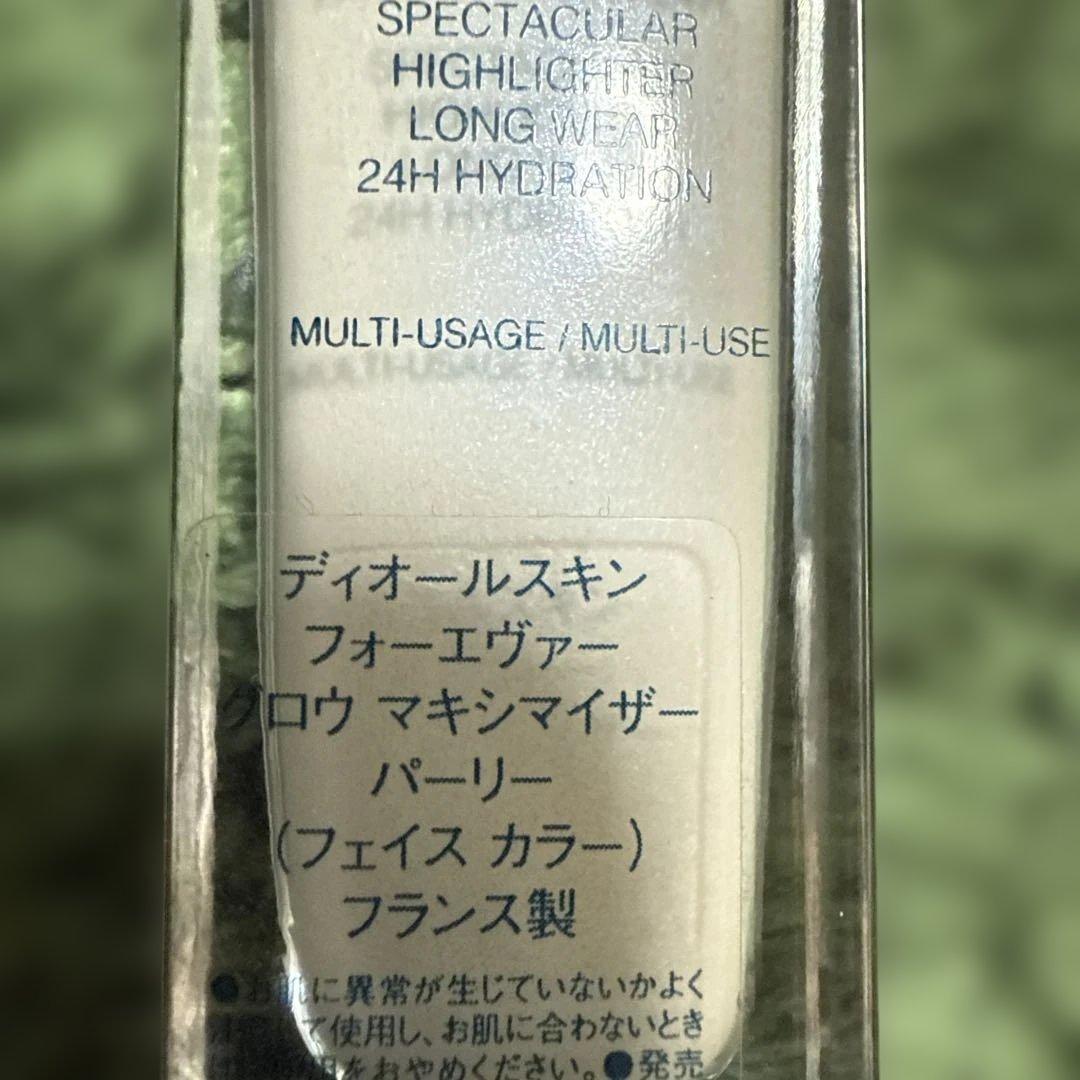 SPECTACULAR
HIGHLIGHTER
LONG WEAR
24H HYDRATION
MULTI-USAGE / MULTI-USE
ディオールスキン
フォーエヴァー
グロウ マキシマイザー
パーリー
(フェイス カラー)
フランス製
●お肌に異常が生じていないかよく
て使用し、お肌に合わないとき
をおやめください。●発売